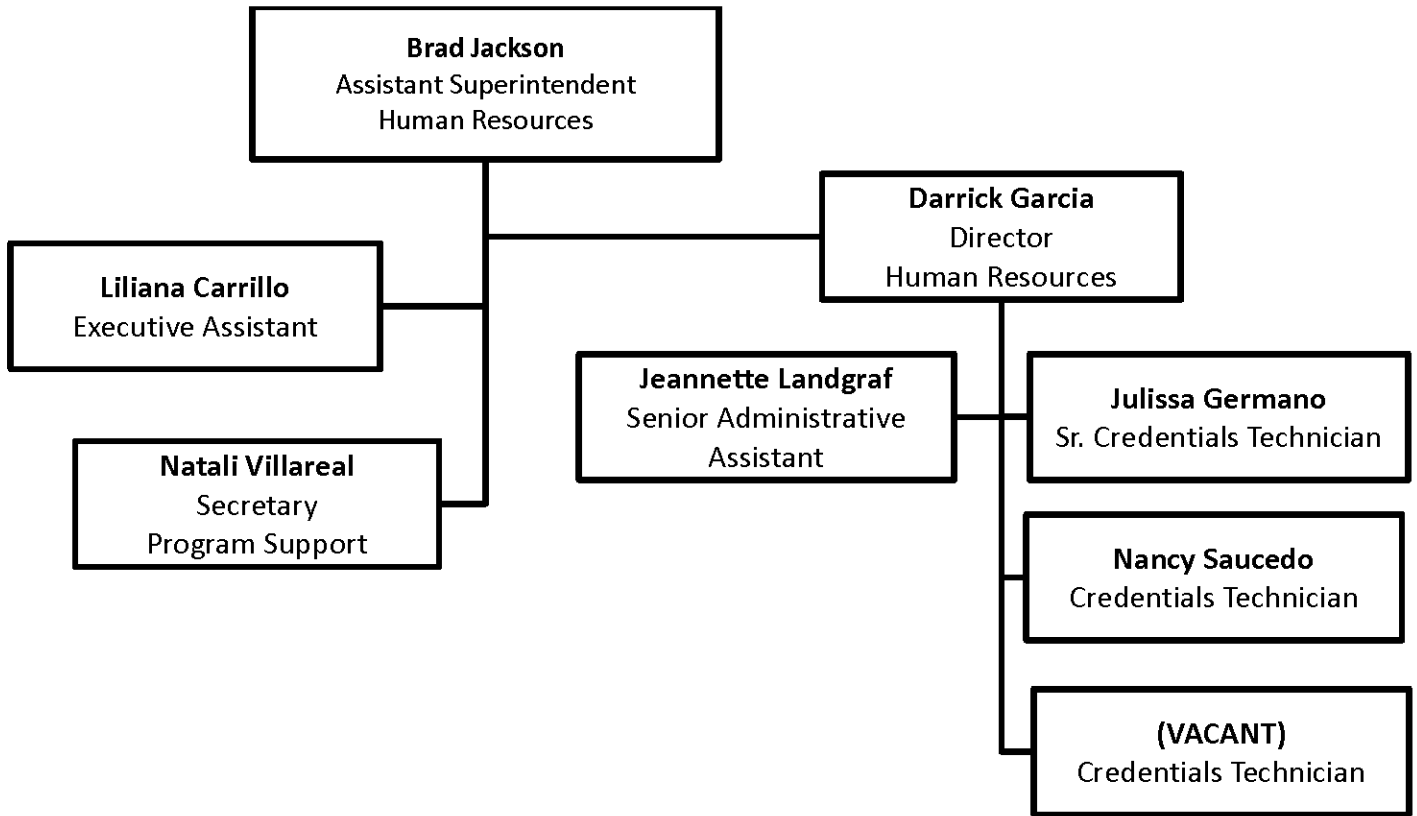 Brad Jackson
Assistant Superintendent
Human Resources
Darrick Garcia
Director
Human Resources
Liliana Carrillo
Executive Assistant
Jeannette Landgraf
Senior Administrative
Assistant
Julissa Germano
Sr. Credentials Technician
Natali Villareal
Secretary
Program Support
Nancy Saucedo
Credentials Technician
(VACANT)
Credentials Technician